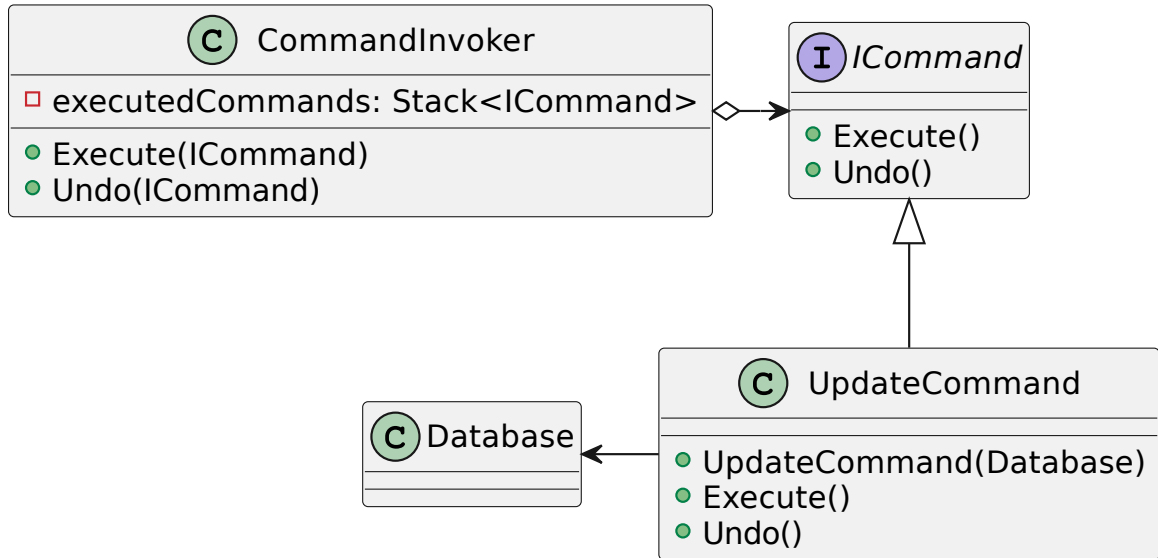 C CommandInvoker
executedCommands: Stack<ICommand>
Execute(ICommand)
Undo(ICommand)
I ICommand
Execute()
Undo()
C Database
C UpdateCommand
UpdateCommand(Database)
Execute()
Undo()